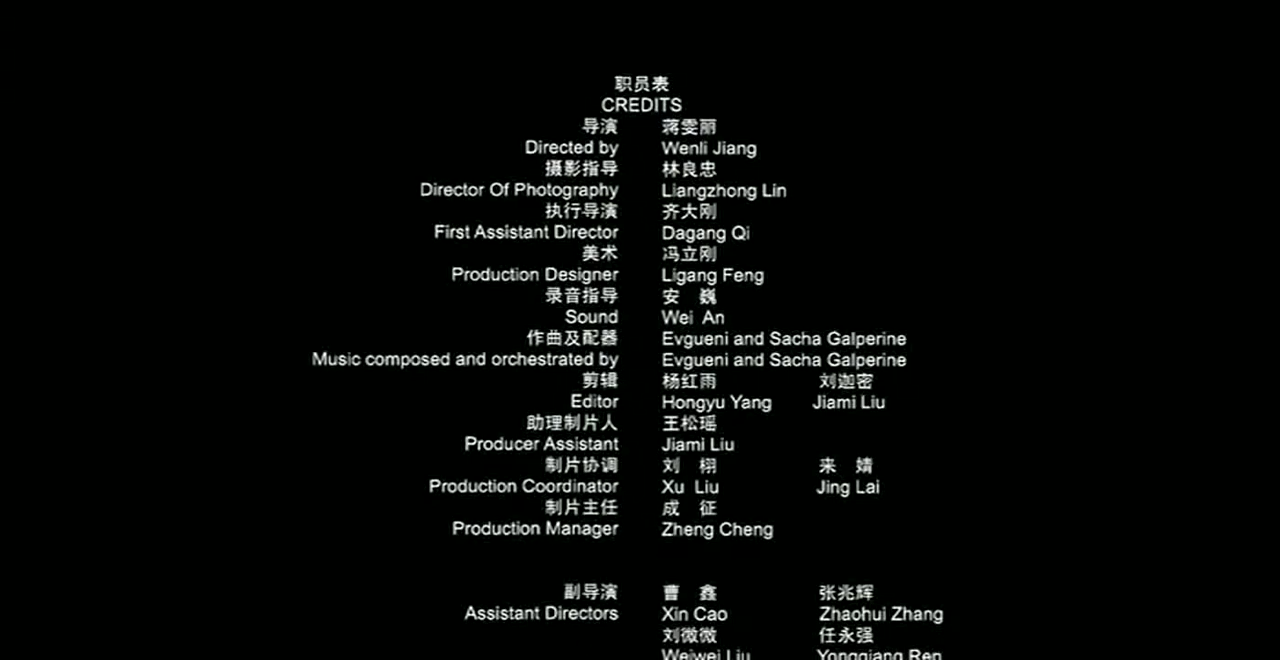 职员表
CREDITS
导演 蒋雯丽
Directed by Wenli Jiang
摄影指导 林良忠
Director Of Photography Liangzhong Lin
执行导演 齐大刚
First Assistant Director Dagang Qi
美术 冯立刚
Production Designer Ligang Feng
录音指导 安 巍
Sound Wei An
作曲及配器 Evgueni and Sacha Galperine
Music composed and orchestrated by Evgueni and Sacha Galperine
剪辑 杨红雨 刘迦密
Editor Hongyu Yang Jiami Liu
助理制片人 王松瑶
Producer Assistant Jiami Liu
制片协调 刘 栩 来 婧
Production Coordinator Xu Liu Jing Lai
制片主任 成 征
Production Manager Zheng Cheng
副导演 曹 鑫 张兆辉
Assistant Directors Xin Cao Zhaohui Zhang
刘微微 任永强
Weiwei Liu Yongqiang Ren